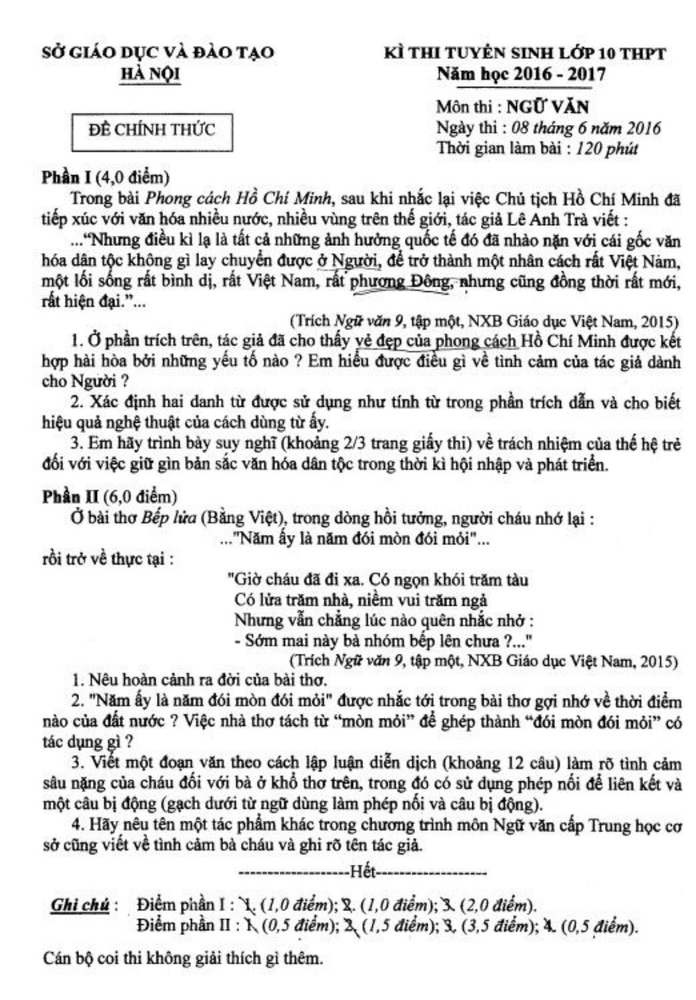 SỞ GIÁO DỤC VÀ ĐÀO TẠO
HÀ NỘI
ĐỀ CHÍNH THỨC
KÌ THI TUYỂN SINH LỚP 10 THPT
Năm học 2016 - 2017
Môn thi : NGỮ VĂN
Ngày thi : 08 tháng 6 năm 2016
Thời gian làm bài : 120 phút
Phần I (4,0 điểm)
Trong bài Phong cách Hồ Chí Minh, sau khi nhắc lại việc Chủ tịch Hồ Chí Minh đã
tiếp xúc với văn hóa nhiều nước, nhiều vùng trên thế giới, tác giả Lê Anh Trà viết :
...“Nhưng điều kì lạ là tất cả những ảnh hưởng quốc tế đó đã nhào nặn với cái gốc văn
hóa dân tộc không gì lay chuyển được ở Người, để trở thành một nhân cách rất Việt Nam,
một lối sống rất bình dị, rất Việt Nam, rất phương Đông, nhưng cũng đồng thời rất mới,
rất hiện đại.”...
(Trích Ngữ văn 9, tập một, NXB Giáo dục Việt Nam, 2015)
1. Ở phần trích trên, tác giả đã cho thấy vẻ đẹp của phong cách Hồ Chí Minh được kết
hợp hài hòa bởi những yếu tố nào ? Em hiểu được điều gì về tình cảm của tác giả dành
cho Người ?
2. Xác định hai danh từ được sử dụng như tính từ trong phần trích dẫn và cho biết
hiệu quả nghệ thuật của cách dùng từ ấy.
3. Em hãy trình bày suy nghĩ (khoảng 2/3 trang giấy thi) về trách nhiệm của thế hệ trẻ
đối với việc giữ gìn bản sắc văn hóa dân tộc trong thời kì hội nhập và phát triển.
Phần II (6,0 điểm)
Ở bài thơ Bếp lửa (Bằng Việt), trong dòng hồi tưởng, người cháu nhớ lại :
..."Năm ấy là năm đói mòn đói mỏi"...
rồi trở về thực tại :
"Giờ cháu đã đi xa. Có ngọn khói trăm tàu
Có lửa trăm nhà, niềm vui trăm ngả
Nhưng vẫn chẳng lúc nào quên nhắc nhở :
- Sớm mai này bà nhóm bếp lên chưa ?..."
(Trích Ngữ văn 9, tập một, NXB Giáo dục Việt Nam, 2015)
1. Nêu hoàn cảnh ra đời của bài thơ.
2. "Năm ấy là năm đói mòn đói mỏi" được nhắc tới trong bài thơ gợi nhớ về thời điểm
nào của đất nước ? Việc nhà thơ tách từ “mòn mỏi” để ghép thành “đói mòn đói mỏi” có
tác dụng gì ?
3. Viết một đoạn văn theo cách lập luận diễn dịch (khoảng 12 câu) làm rõ tình cảm
sâu nặng của cháu đối với bà ở khổ thơ trên, trong đó có sử dụng phép nối để liên kết và
một câu bị động (gạch dưới từ ngữ dùng làm phép nối và câu bị động).
4. Hãy nêu tên một tác phẩm khác trong chương trình môn Ngữ văn cấp Trung học cơ
sở cũng viết về tình cảm bà cháu và ghi rõ tên tác giả.
-------------------Hết-------------------
Ghi chú : Điểm phần I : 1. (1,0 điểm); 2. (1,0 điểm); 3. (2,0 điểm).
Điểm phần II : 1. (0,5 điểm); 2. (1,5 điểm); 3. (3,5 điểm); 4. (0,5 điểm).
Cán bộ coi thi không giải thích gì thêm.